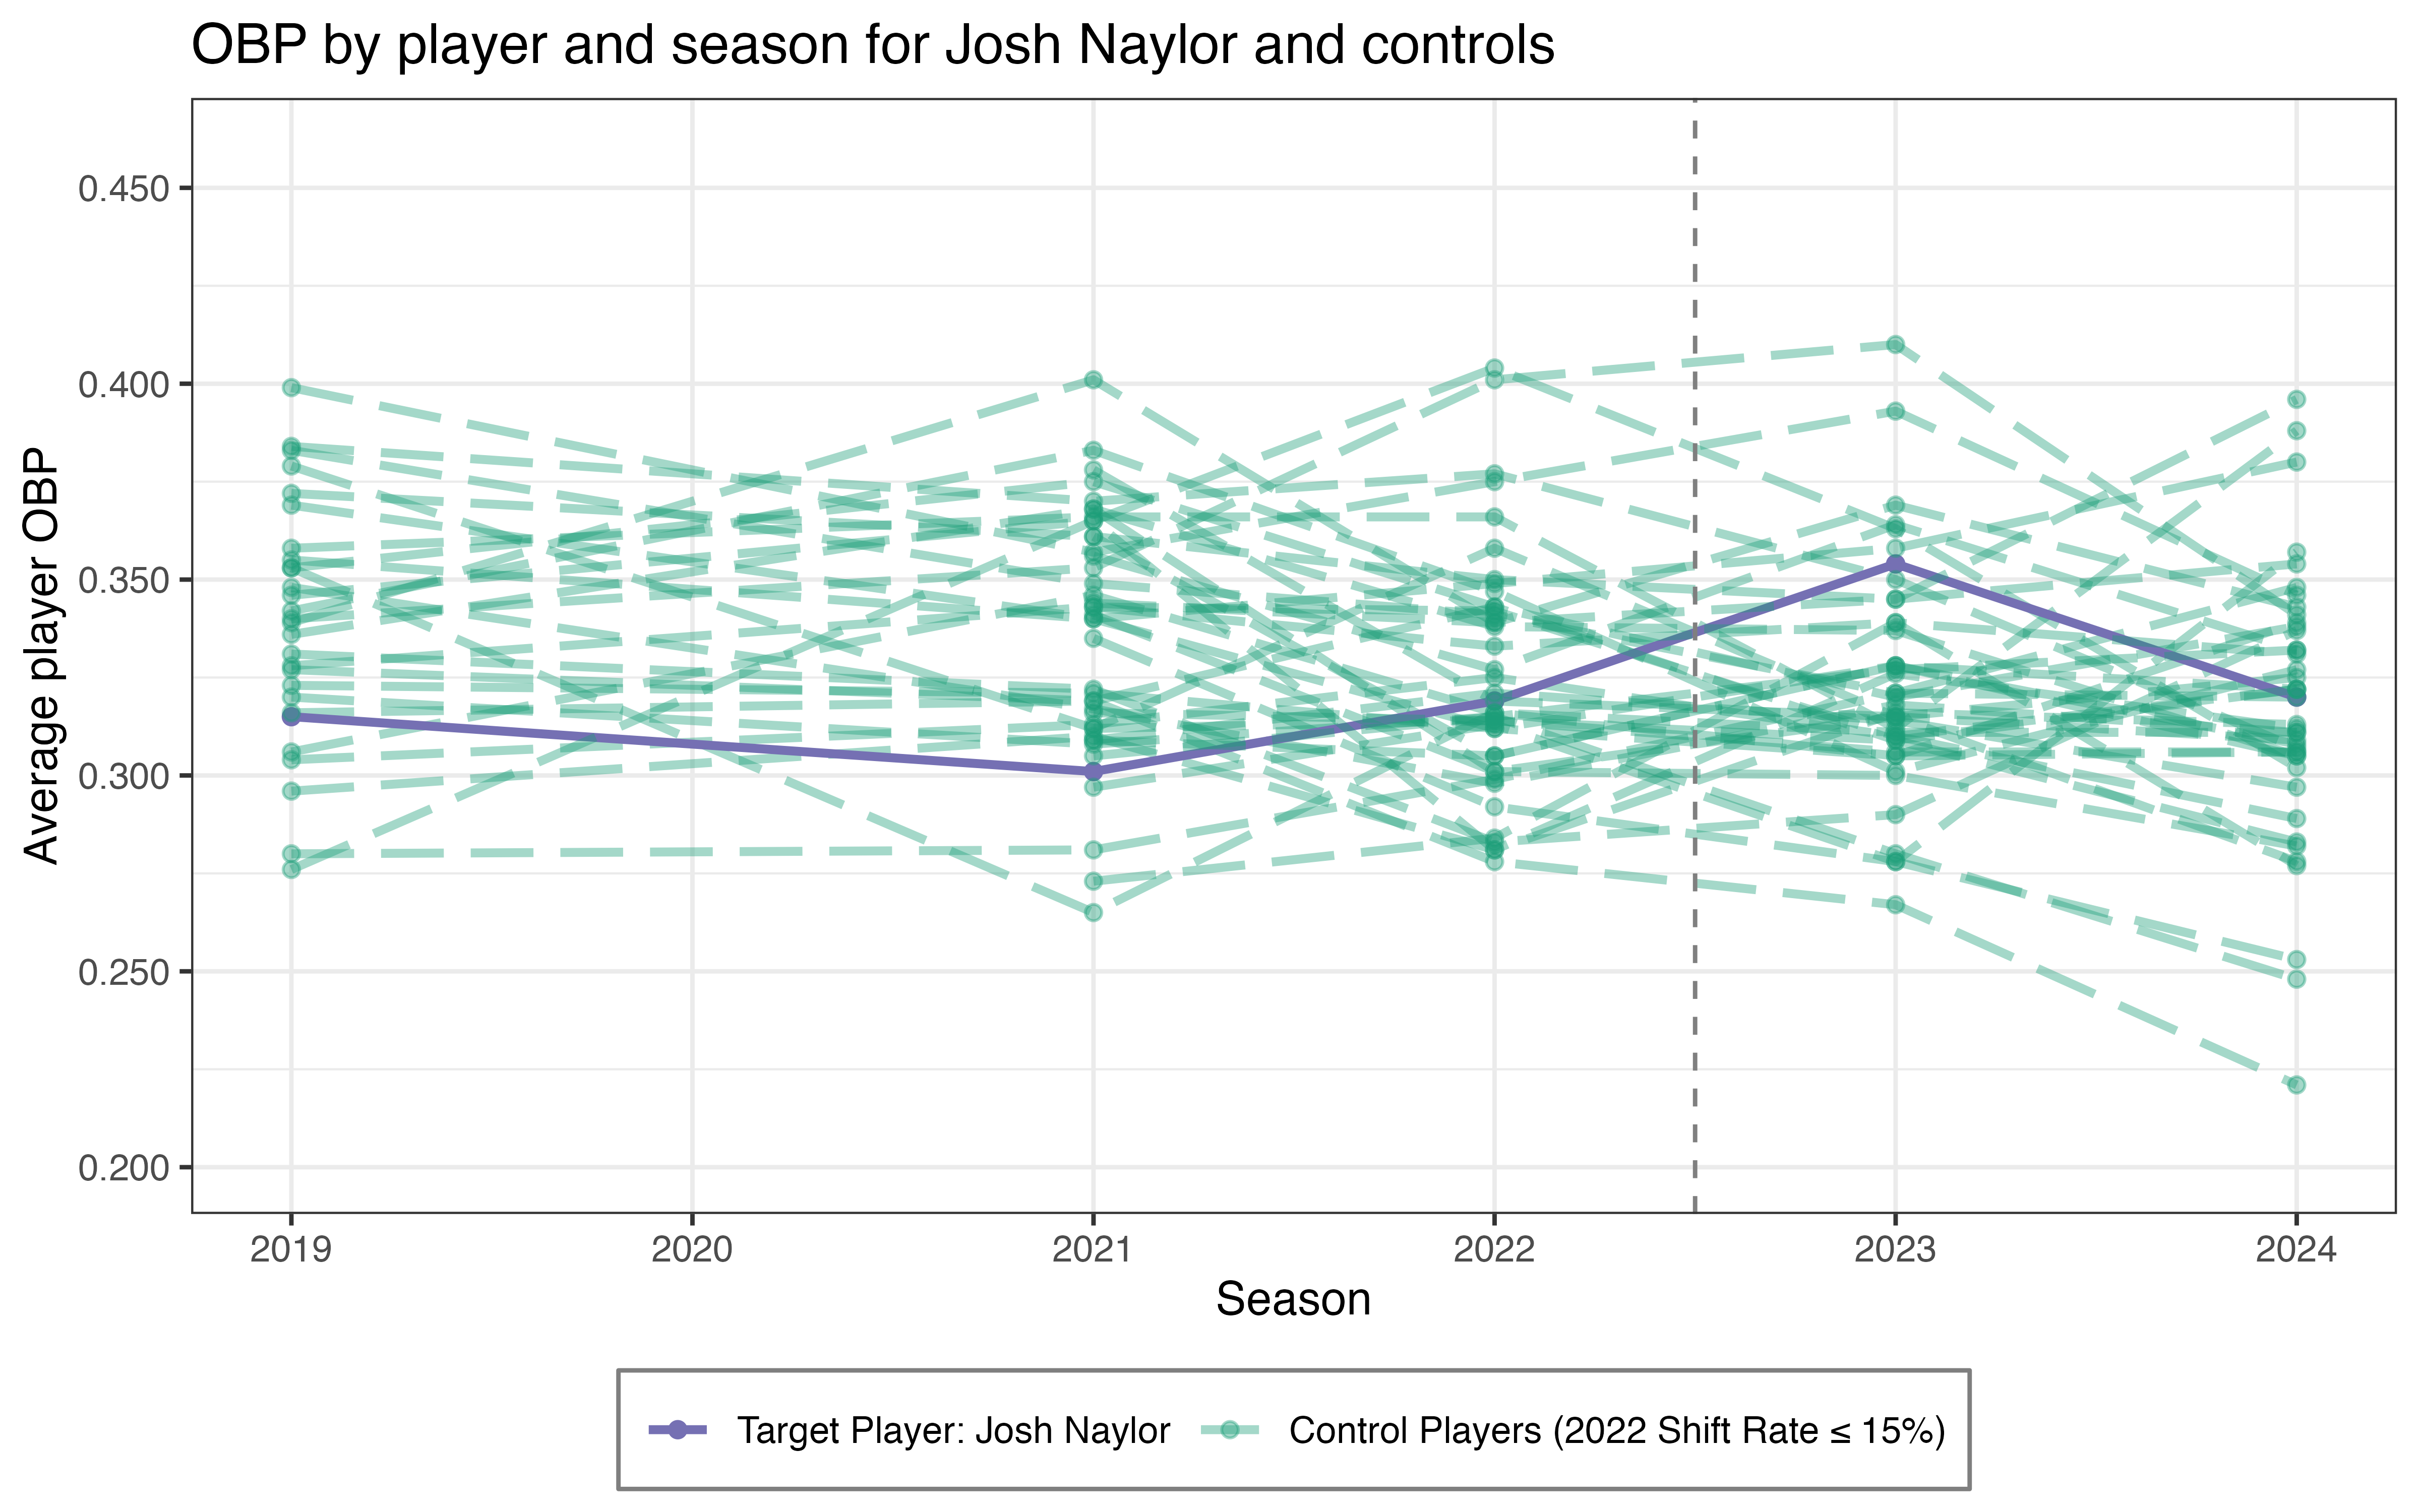 OBP by player and season for Josh Naylor and controls
Average player OBP
0.450
0.400
0.350
0.300
0.250
0.200
2019 2020 2021 2022 2023 2024
Season
Target Player: Josh Naylor Control Players (2022 Shift Rate ≤ 15%)